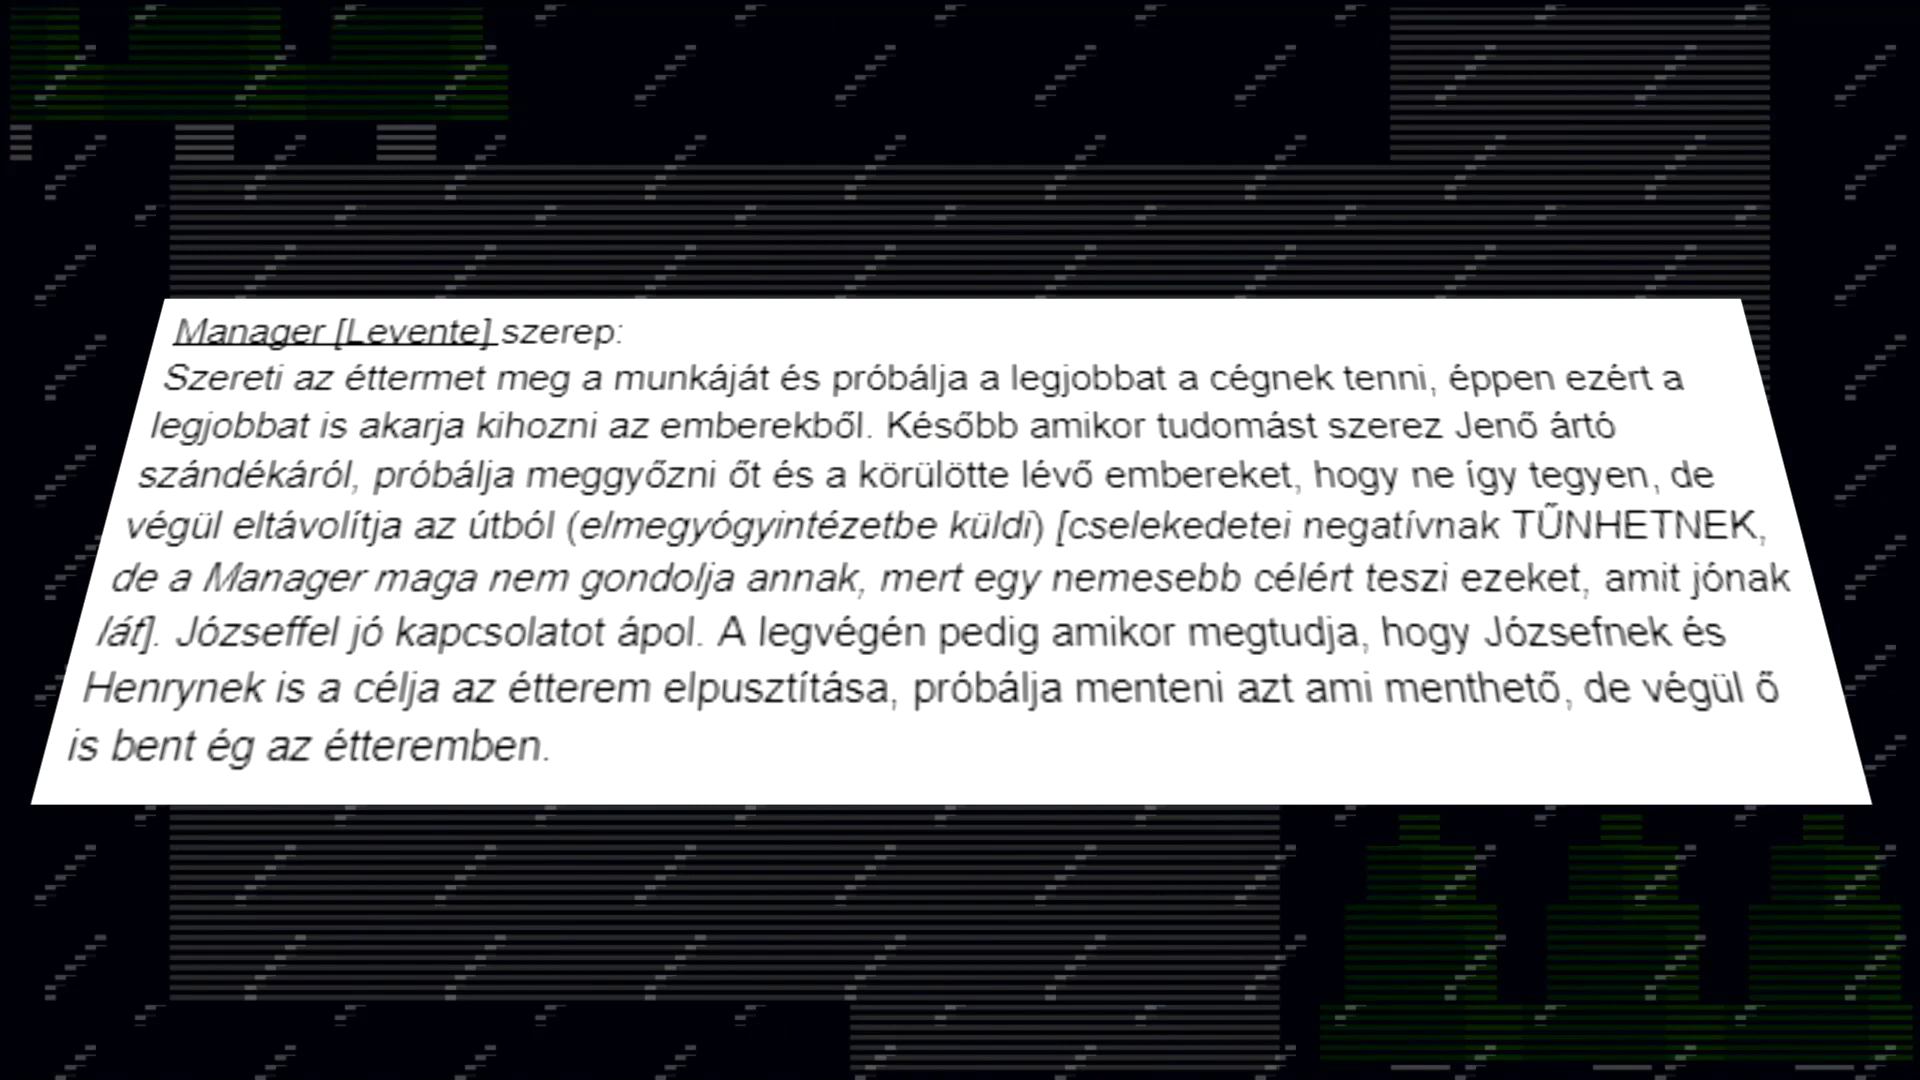 Manager [Levente] szerep:
Szereti az éttermet meg a munkáját és próbálja a legjobbat a cégnek tenni, éppen ezért a
legjobbat is akarja kihozni az emberekből. Később amikor tudomást szerez Jenő ártó
szándékáról, próbálja meggyőzni őt és a körülötte lévő embereket, hogy ne így tegyen, de
végül eltávolítja az útból (elmegyógyintézetbe küldi) [cselekedetei negatívnak TŰNHETNEK,
de a Manager maga nem gondolja annak, mert egy nemesebb célért teszi ezeket, amit jónak
lát]. Józseffel jó kapcsolatot ápol. A legvégén pedig amikor megtudja, hogy Józsefnek és
Henrynek is a célja az étterem elpusztítása, próbálja menteni azt ami menthető, de végül ő
is bent ég az étteremben.